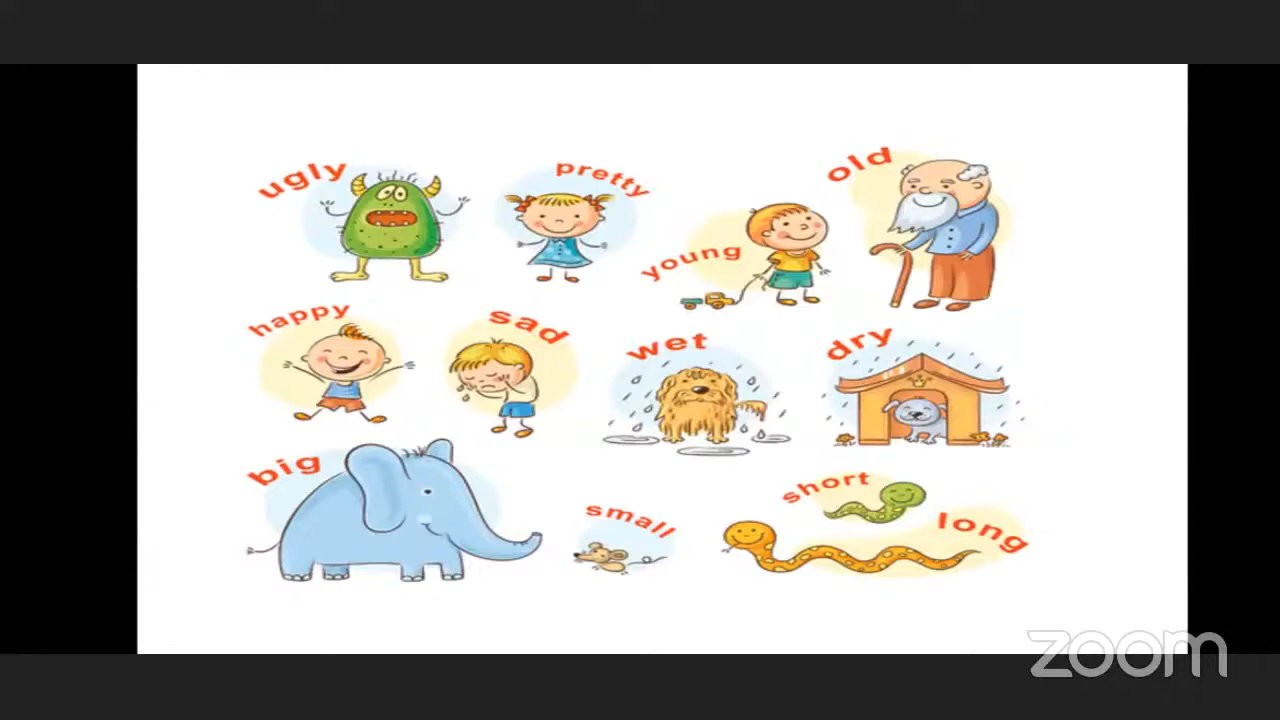 ugly
pretty
young
old
happy
sad
wet
dry
big
small
short
long
zoom